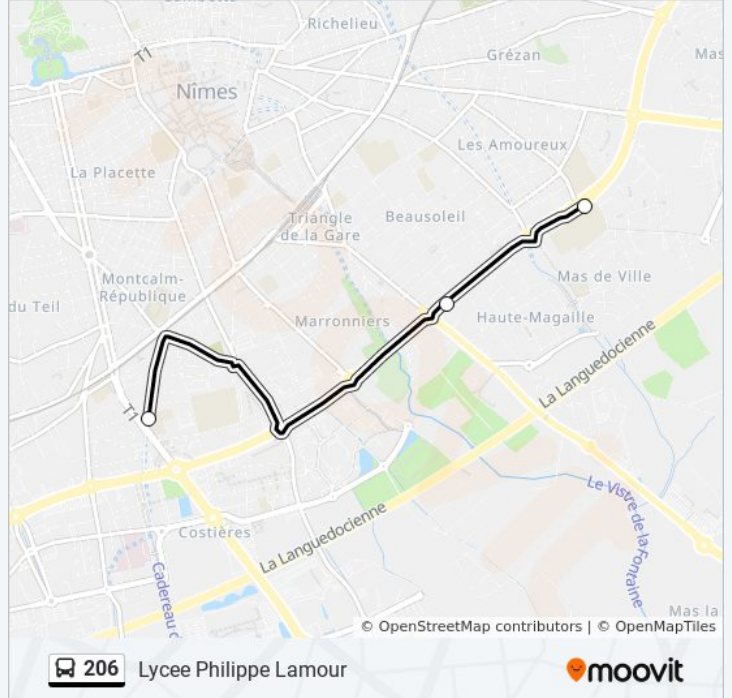 Richelieu
T1
Grézan
Mas
Nîmes
Les Amoureux
La Placette
Triangle
de la Gare
Beausoleil
Montcalm-
République
Mas de Ville
du Teil
Marronniers
Haute-Magaille
La Languedocienne
T1
Le Vistre de la Fontaine
Costières
La Languedocienne
Cadereau d
Mas la
© OpenStreetMap contributors | © OpenMapTiles
206 Lycee Philippe Lamour
moovit